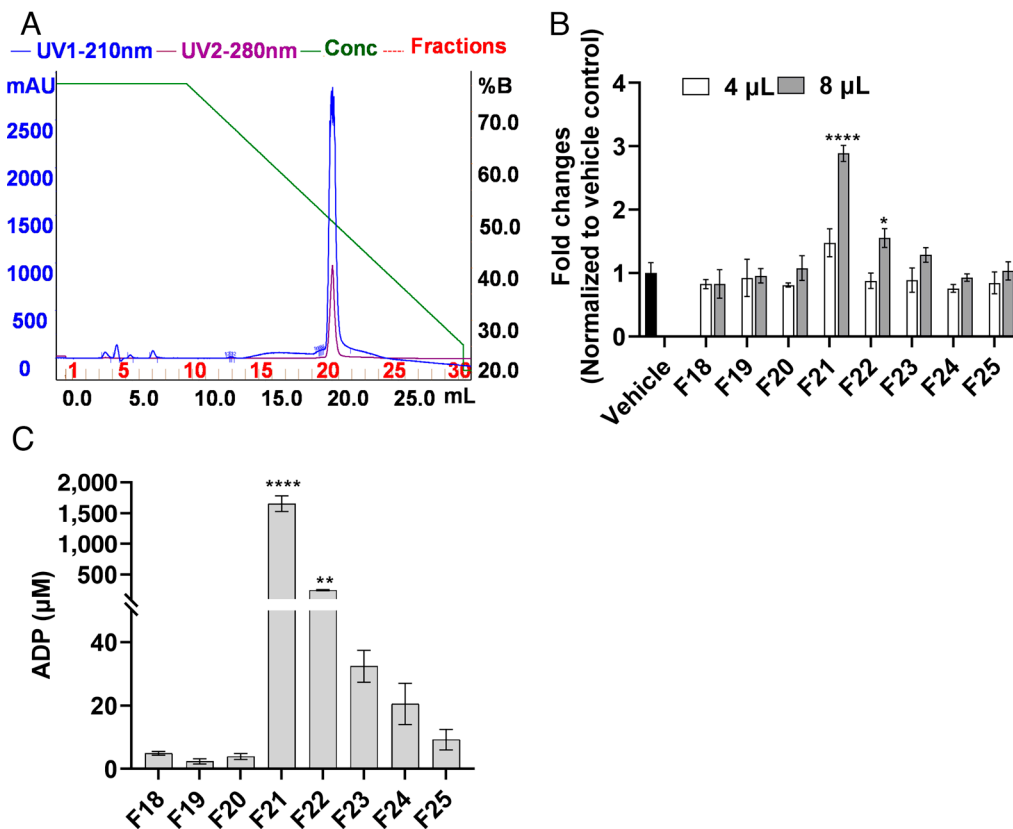 A
UV1-210nm UV2-280nm Conc Fractions
mAU %B
2500
2000
1500
1000
500
0
70.0
60.0
50.0
40.0
30.0
20.0
1 5 10 15 20 25 30
0.0 5.0 10.0 15.0 20.0 25.0 mL
B
4 µL 8 µL
Fold changes
(Normalized to vehicle control)
4
3
2
1
0
****
*
Vehicle F18 F19 F20 F21 F22 F23 F24 F25
C
ADP (µM)
2,000
1,500
1,000
500
40
20
0
****
**
F18 F19 F20 F21 F22 F23 F24 F25